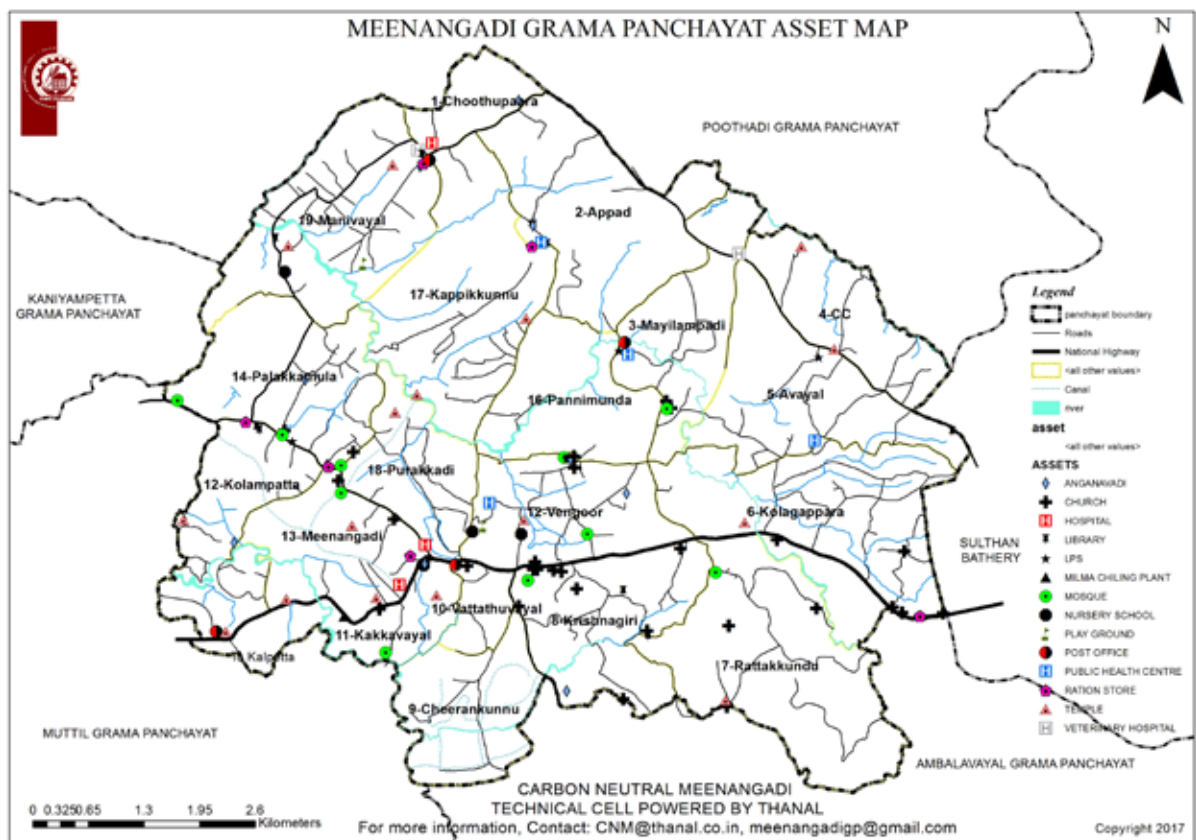 MEENANGADI GRAMA PANCHAYAT ASSET MAP
N
1-Choothupaara
POOTHADI GRAMA PANCHAYAT
2-Appad
19-Manivayal
KANIYAMPETTA
GRAMA PANCHAYAT
17-Kappikkunnu
3-Mayilampadi
4-CC
14-Palakkamula
16-Pannimunda
5-Avayal
18-Purakkadi
12-Kolampatta
12-Vengoor
6-Kolagappara
13-Meenangadi
SULTHAN
BATHERY
10-Vattathuvayal
8-Krishnagiri
11-Kakkavayal
Kalpetta
7-Rattakkundu
9-Cheerankunnu
MUTTIL GRAMA PANCHAYAT
AMBALAVAYAL GRAMA PANCHAYAT
Legend
panchayat boundary
Roads
National Highway
<all other values>
Canal
river
asset
<all other values>
ASSETS
ANGANAVADI
CHURCH
H HOSPITAL
LIBRARY
LPS
MILMA CHILING PLANT
MOSQUE
NURSERY SCHOOL
PLAY GROUND
POST OFFICE
H PUBLIC HEALTH CENTRE
RATION STORE
TEMPLE
H VETERINARY HOSPITAL
CARBON NEUTRAL MEENANGADI
TECHNICAL CELL POWERED BY THANAL
For more information, Contact: CNM@thanal.co.in, meenangadigp@gmail.com
0 0.3250.65 1.3 1.95 2.6
Kilometers
Copyright 2017